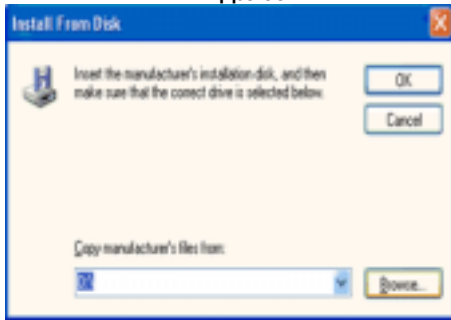 Install From Disk
Insert the manufacturer's installation disk, and then
make sure that the correct drive is selected below.
OK
Cancel
Copy manufacturer's files from:
Browse...